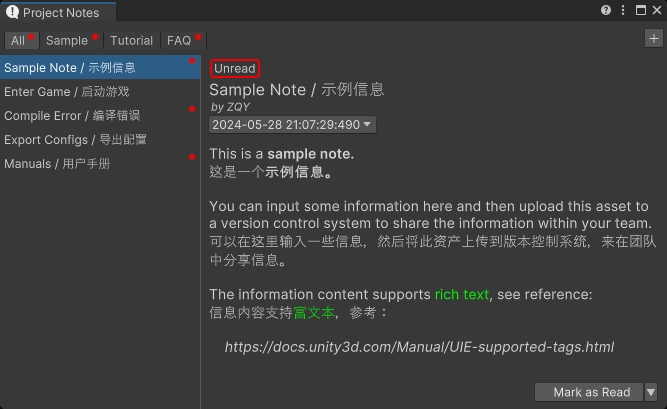 Project Notes
All
Sample
Tutorial
FAQ
Sample Note / 示例信息
Enter Game / 启动游戏
Compile Error / 编译错误
Export Configs / 导出配置
Manuals / 用户手册
Unread
Sample Note / 示例信息
by ZQY
2024-05-28 21:07:29:490
This is a sample note.
这是一个示例信息。
You can input some information here and then upload this asset to
a version control system to share the information within your team.
可以在这里输入一些信息，然后将此资产上传到版本控制系统，来在团队
中分享信息。
The information content supports rich text, see reference:
信息内容支持富文本，参考：
https://docs.unity3d.com/Manual/UIE-supported-tags.html
Mark as Read